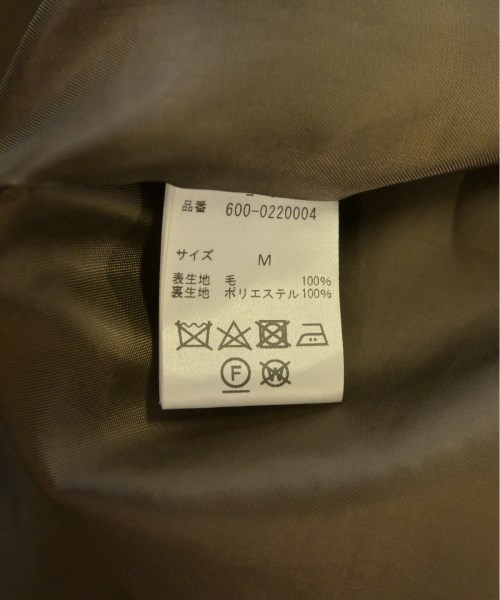 品番 600-0220004
サイズ M
表生地 毛 100%
裏生地 ポリエステル 100%
F
W